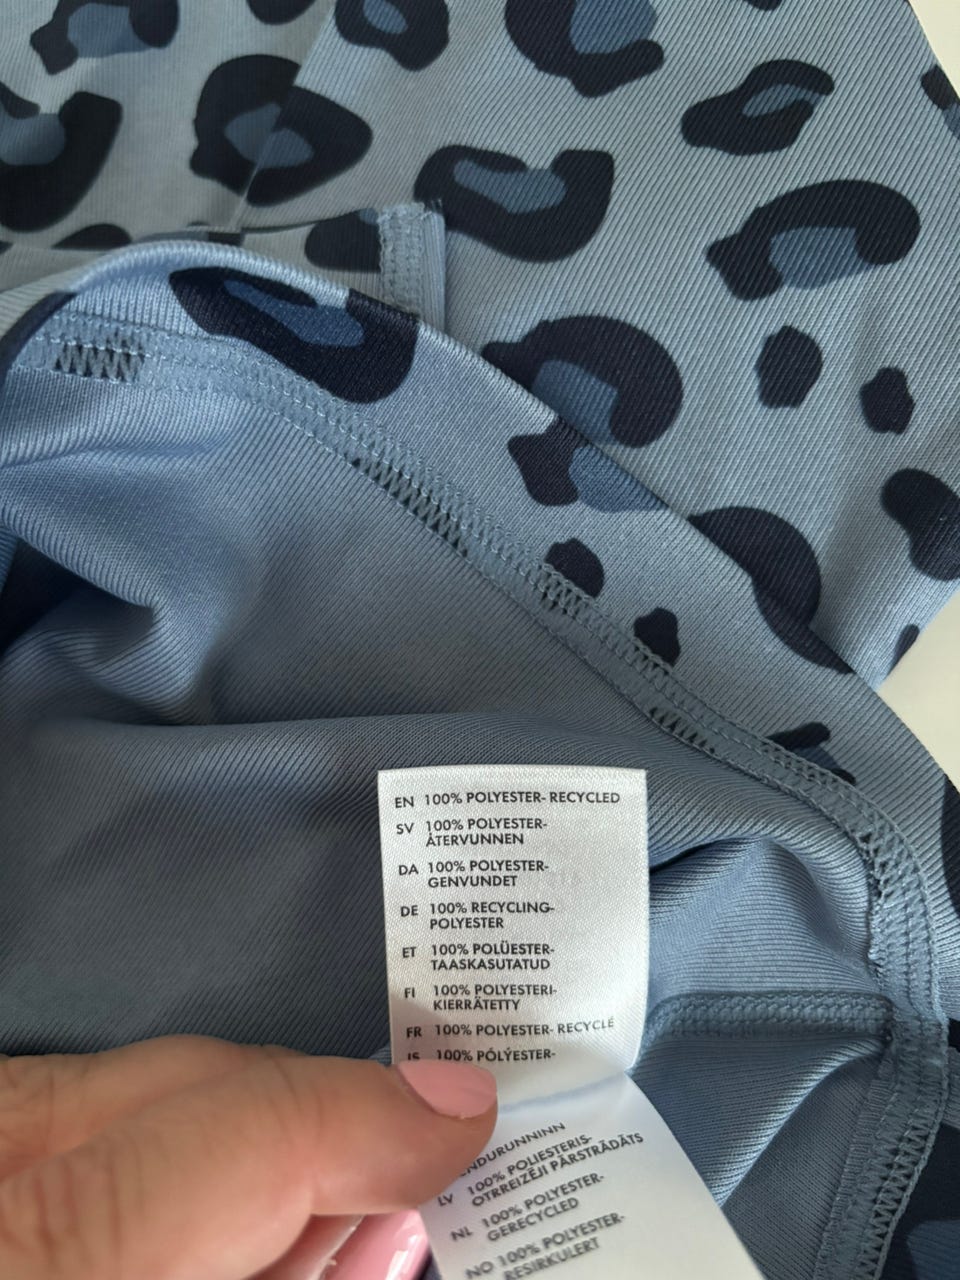 EN 100% POLYESTER- RECYCLED
SV 100% POLYESTER-
ÅTERVUNNEN
DA 100% POLYESTER-
GENVUNDET
DE 100% RECYCLING-
POLYESTER
ET 100% POLÜESTER-
TAASKASUTATUD
FI 100% POLYESTERI-
KIERRÄTETTY
FR 100% POLYESTER- RECYCLÉ
IS 100% PÓLÝESTER-
ENDURUNNINN
LV 100% POLIESTERIS-
OTRREIZĒJI PĀRSTRĀDĀTS
NL 100% POLYESTER-
GERECYCLED
NO 100% POLYESTER-
RESIRKULERT